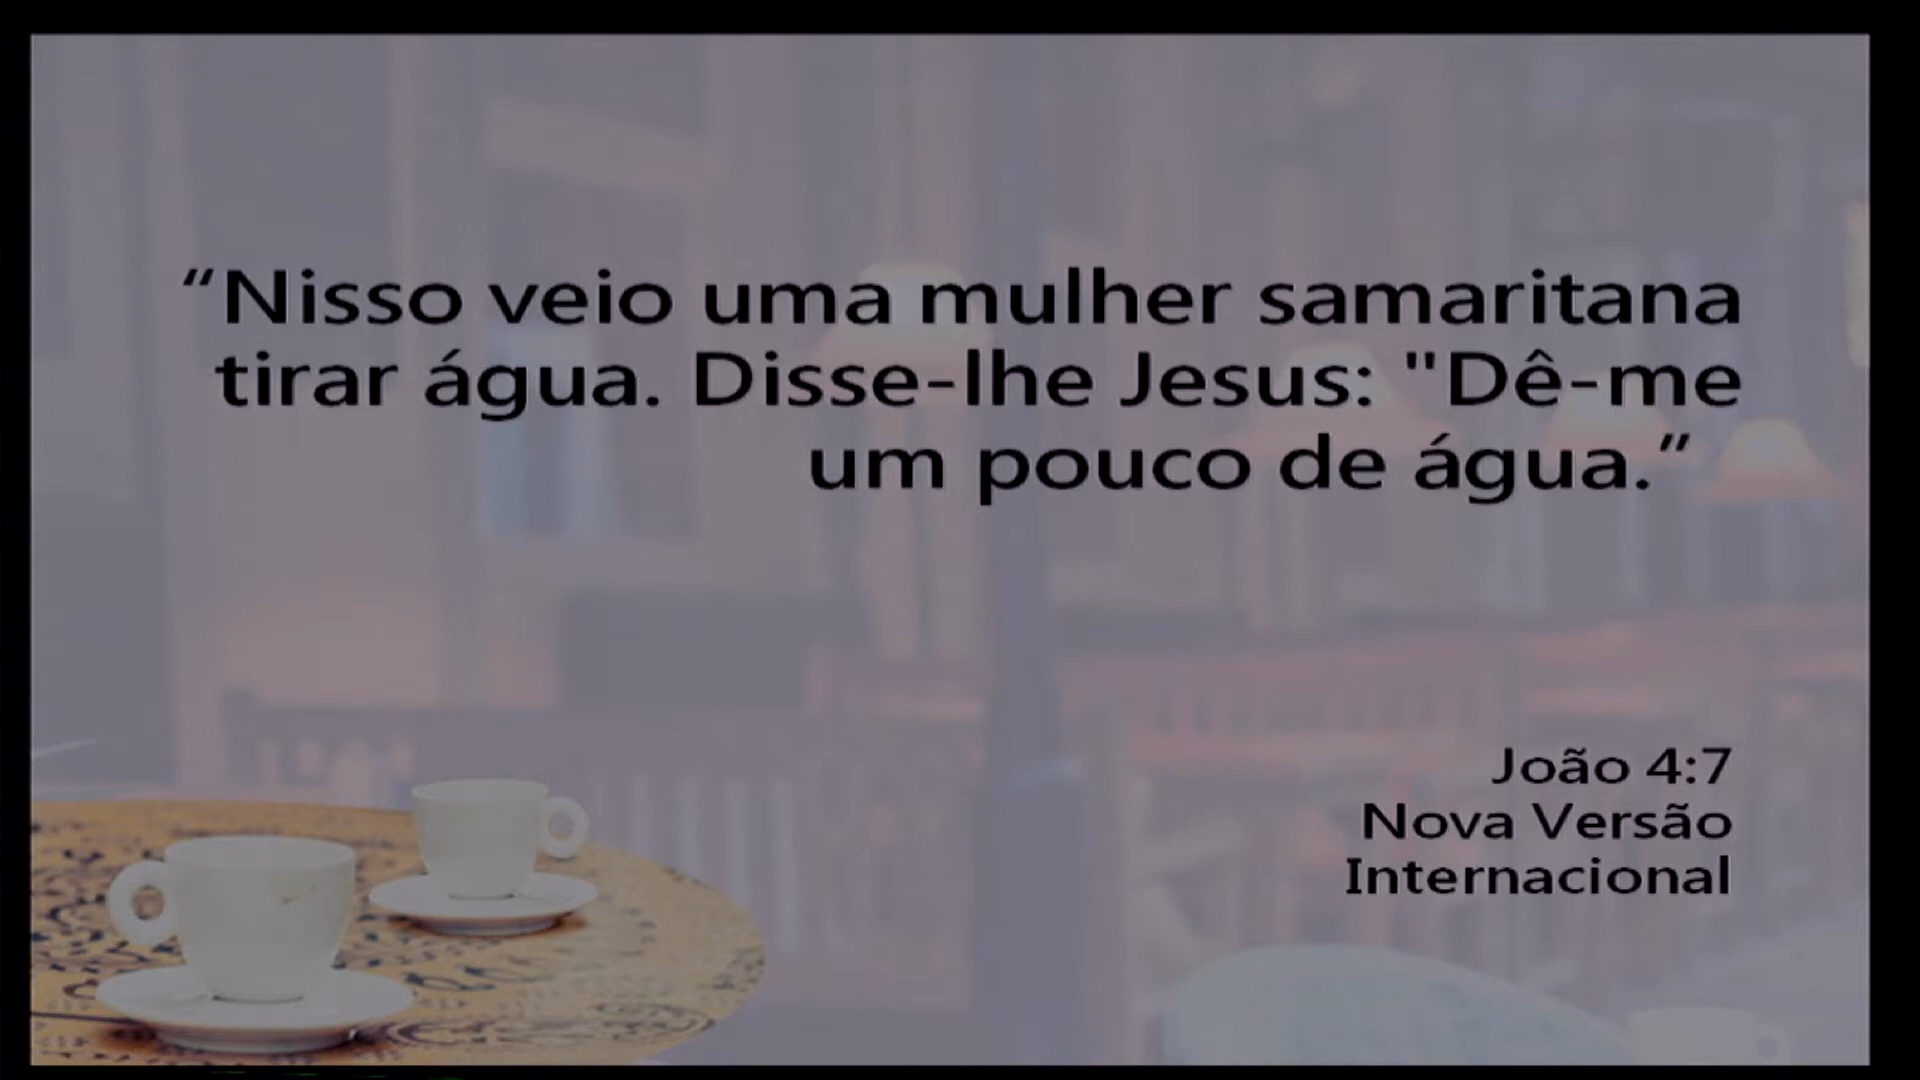 “Nisso veio uma mulher samaritana
tirar água. Disse-lhe Jesus: "Dê-me
um pouco de água.”
João 4:7
Nova Versão
Internacional